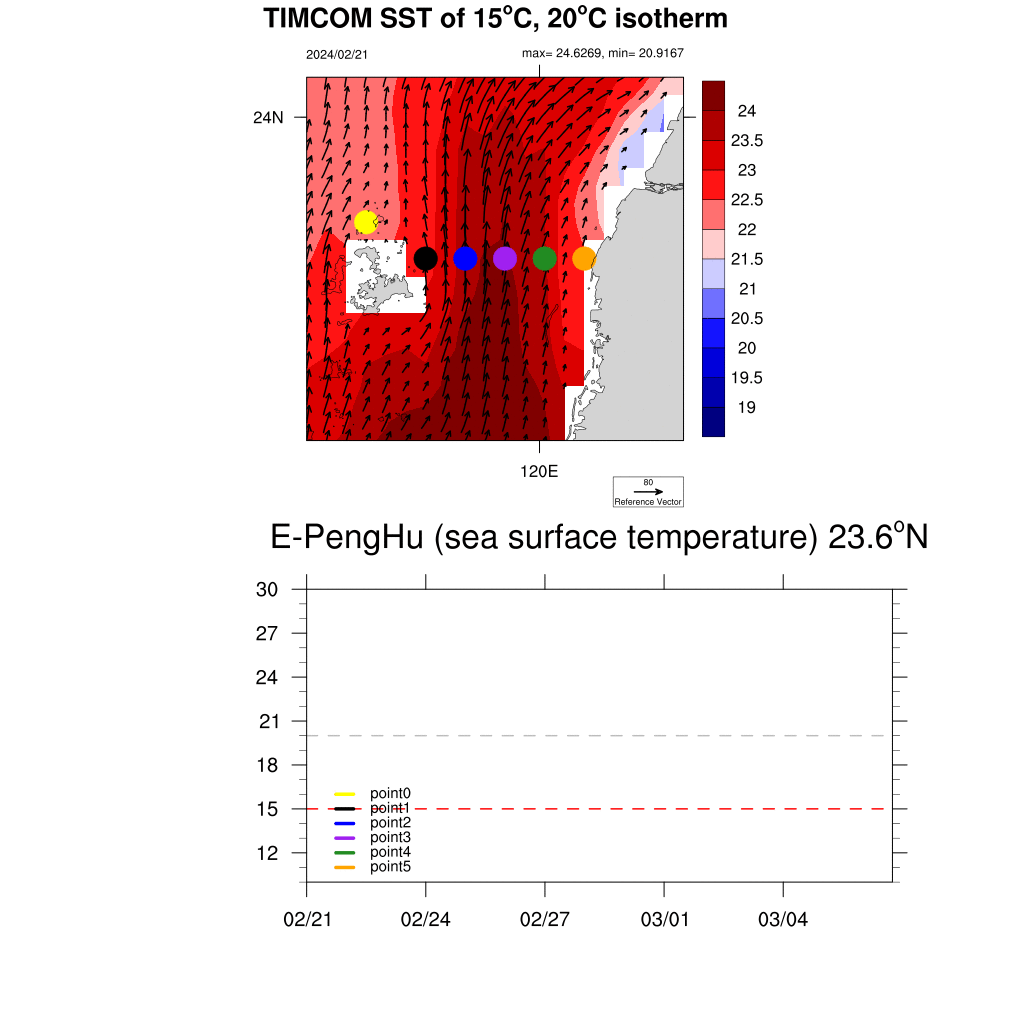 TIMCOM SST of 15°C, 20°C isotherm
2024/02/21
max= 24.6269, min= 20.9167
24N
24
23.5
23
22.5
22
21.5
21
20.5
20
19.5
19
120E
80
Reference Vector
E-PengHu (sea surface temperature) 23.6°N
30
27
24
21
18
15
12
point0
point1
point2
point3
point4
point5
02/21
02/24
02/27
03/01
03/04